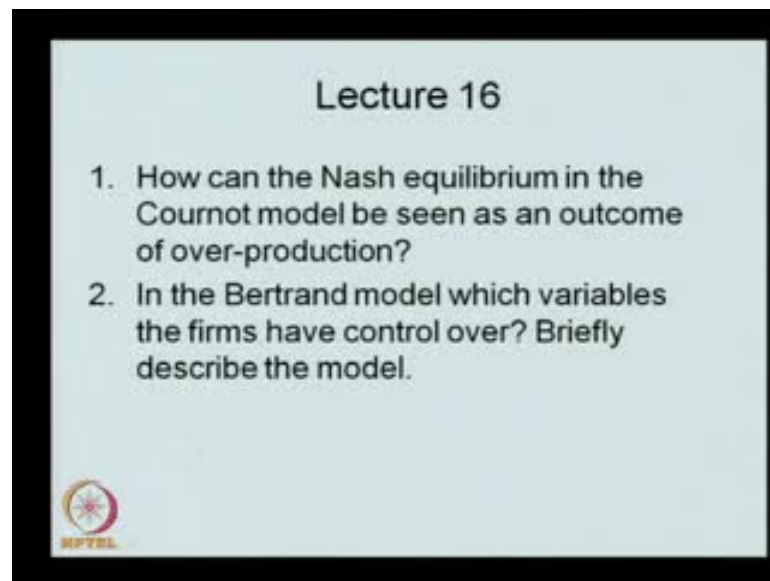 Lecture 16
1. How can the Nash equilibrium in the
Cournot model be seen as an outcome
of over-production?
2. In the Bertrand model which variables
the firms have control over? Briefly
describe the model.
NPTEL